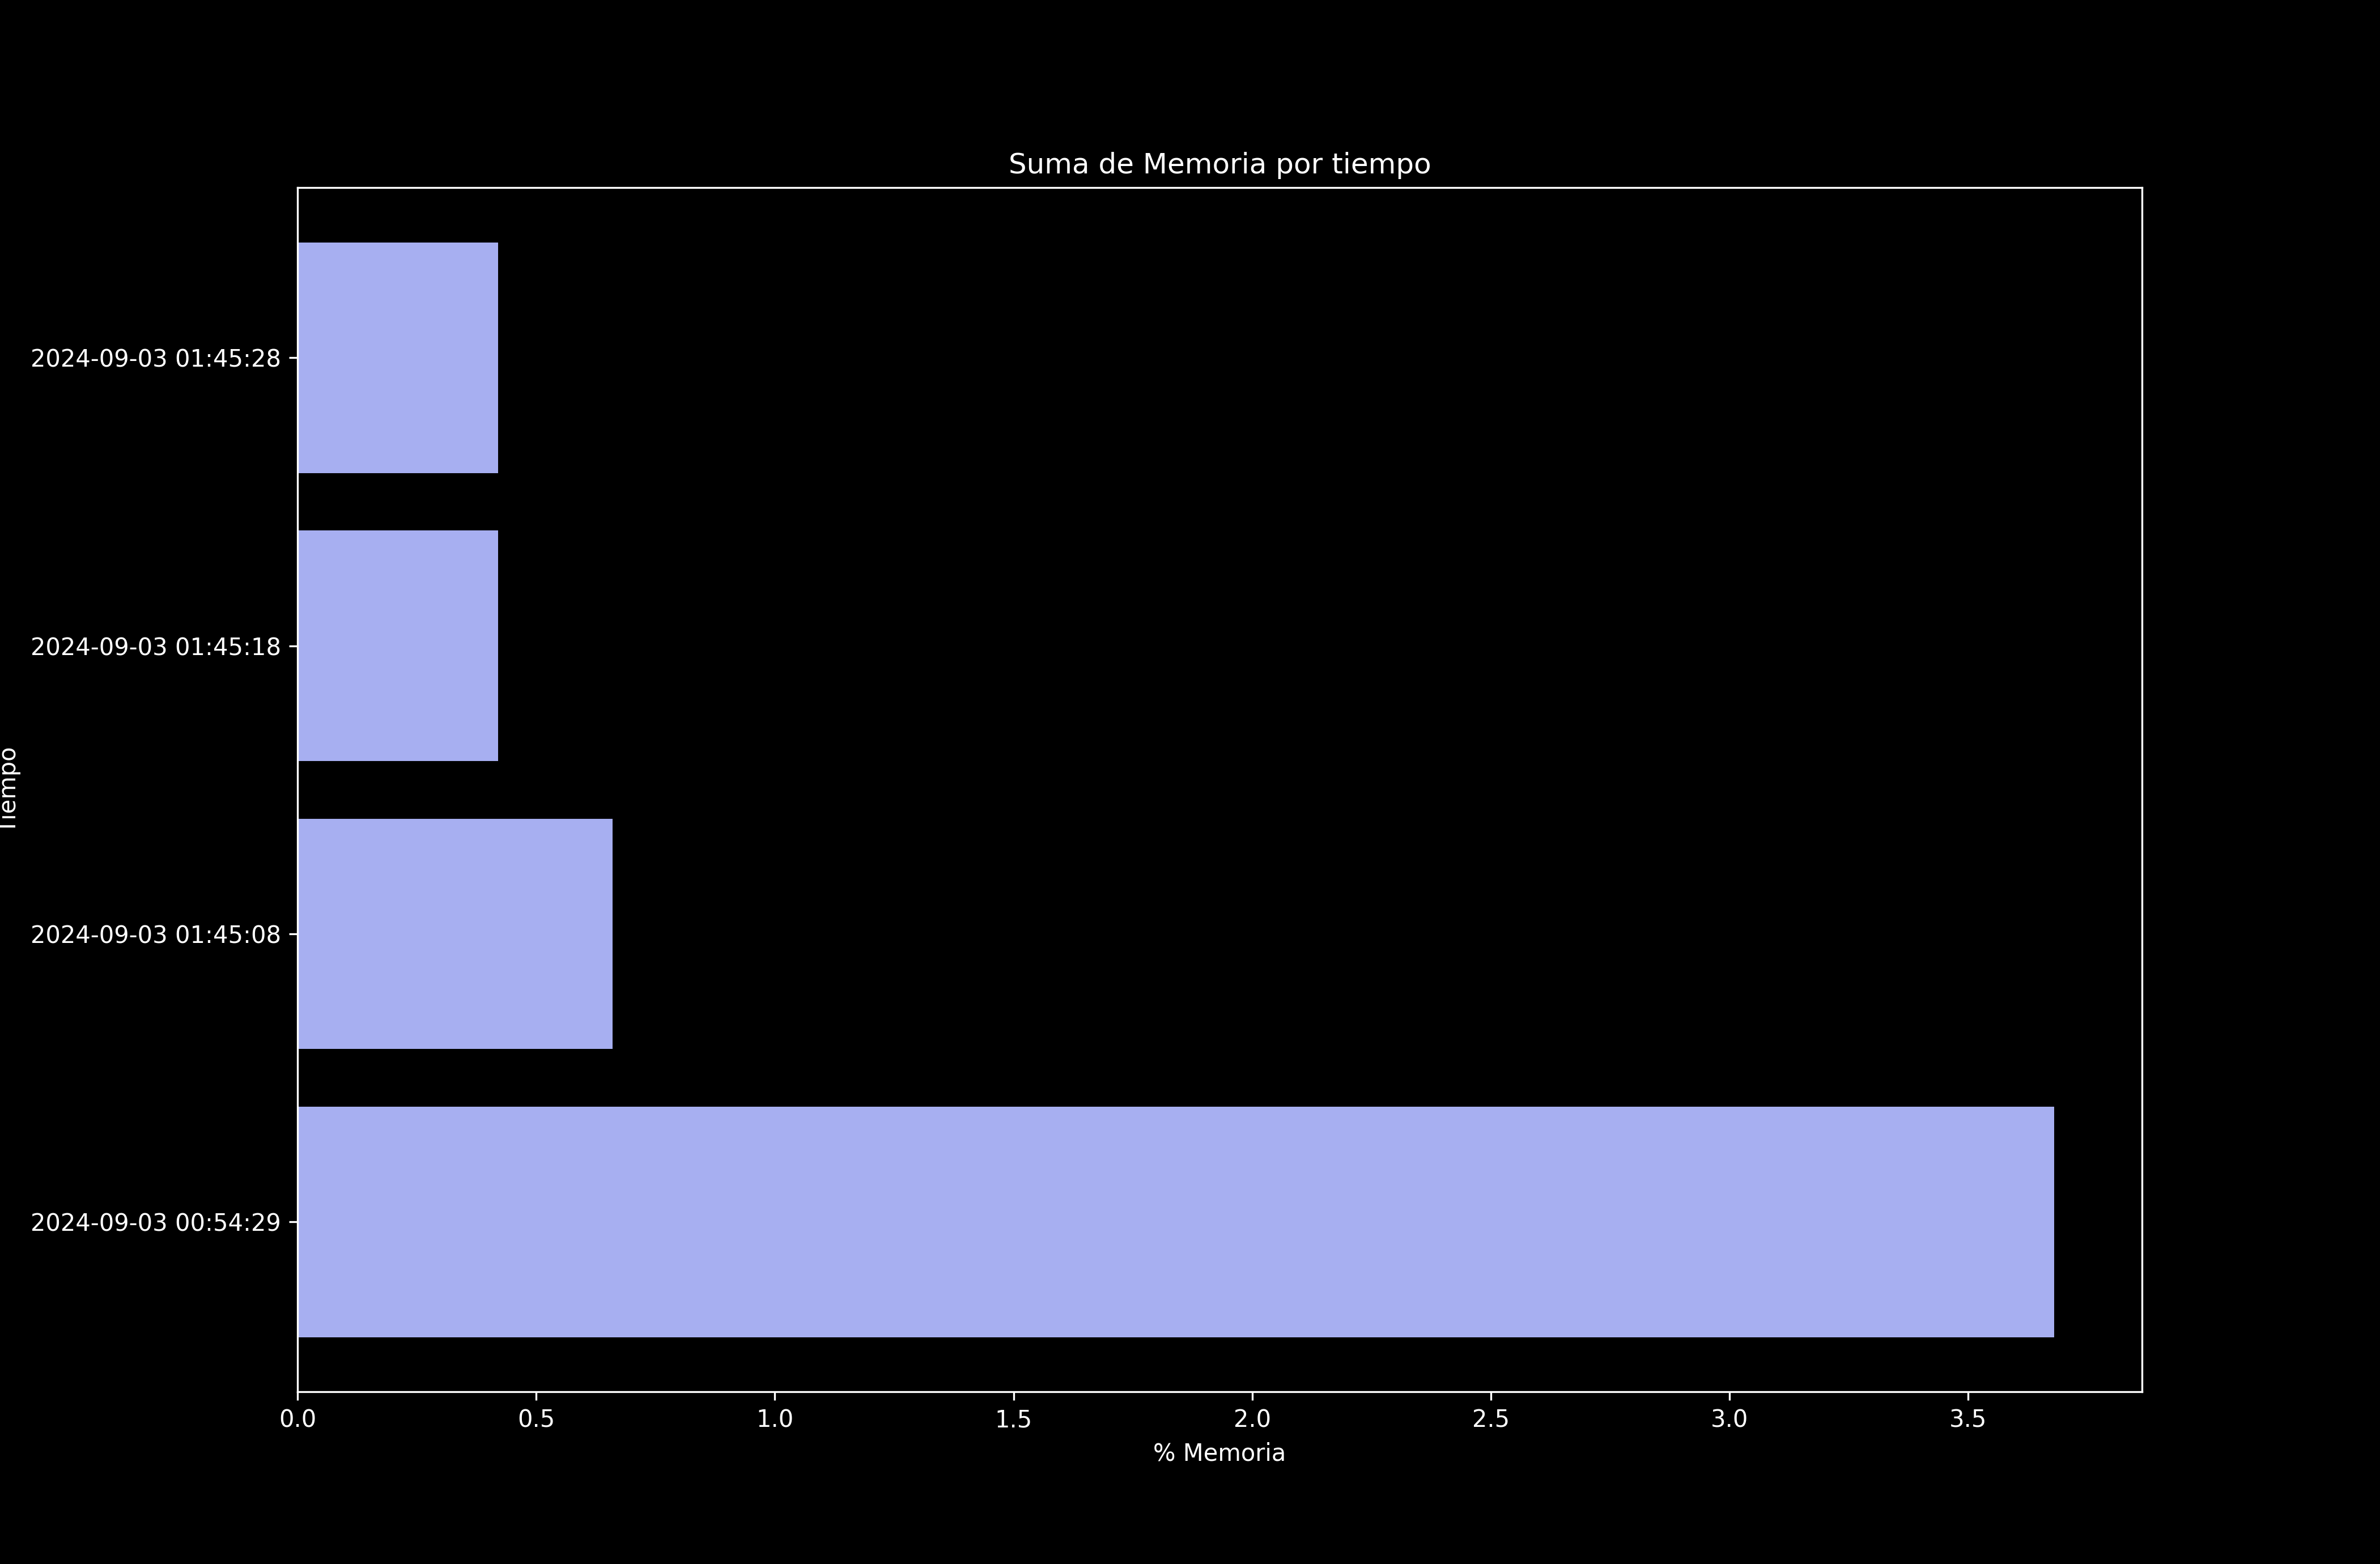 Suma de Memoria por tiempo
2024-09-03 01:45:28
2024-09-03 01:45:18
2024-09-03 01:45:08
2024-09-03 00:54:29
Tiempo
0.0 0.5 1.0 1.5 2.0 2.5 3.0 3.5
% Memoria